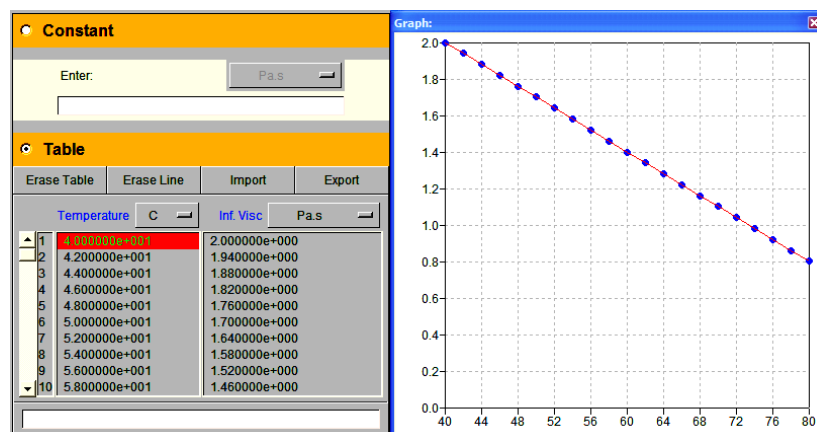 Constant
Enter:
Pa.s
Table
Erase Table Erase Line Import Export
Temperature C Inf. Visc Pa.s
1 4.000000e+001 2.000000e+000
2 4.200000e+001 1.940000e+000
3 4.400000e+001 1.880000e+000
4 4.600000e+001 1.820000e+000
5 4.800000e+001 1.760000e+000
6 5.000000e+001 1.700000e+000
7 5.200000e+001 1.640000e+000
8 5.400000e+001 1.580000e+000
9 5.600000e+001 1.520000e+000
10 5.800000e+001 1.460000e+000
Graph:
2.0
1.8
1.6
1.4
1.2
1.0
0.8
0.6
0.4
0.2
0.0
40 44 48 52 56 60 64 68 72 76 80